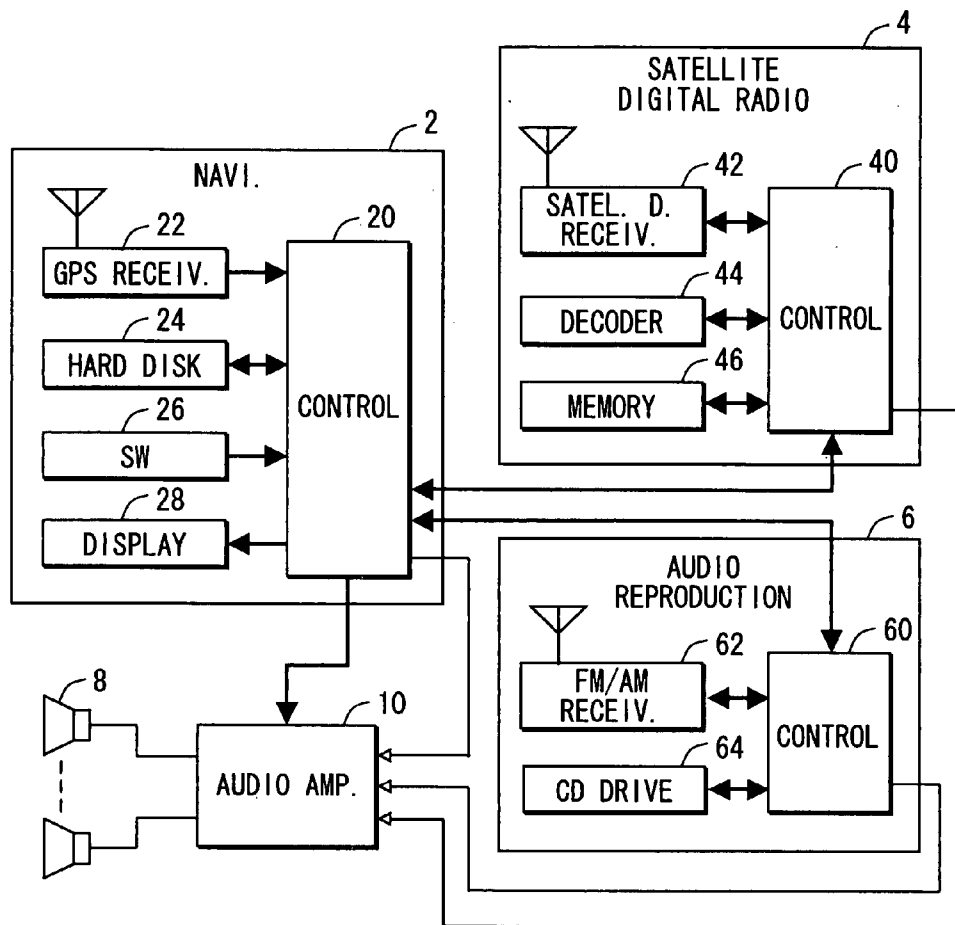 4
SATELLITE
DIGITAL RADIO
42
40
SATEL. D.
RECEIV.
44
DECODER
CONTROL
46
MEMORY
2
NAVI.
20
22
GPS RECEIV.
24
HARD DISK
CONTROL
26
SW
28
DISPLAY
6
AUDIO
REPRODUCTION
60
62
FM/AM
RECEIV.
CONTROL
64
CD DRIVE
8
10
AUDIO AMP.